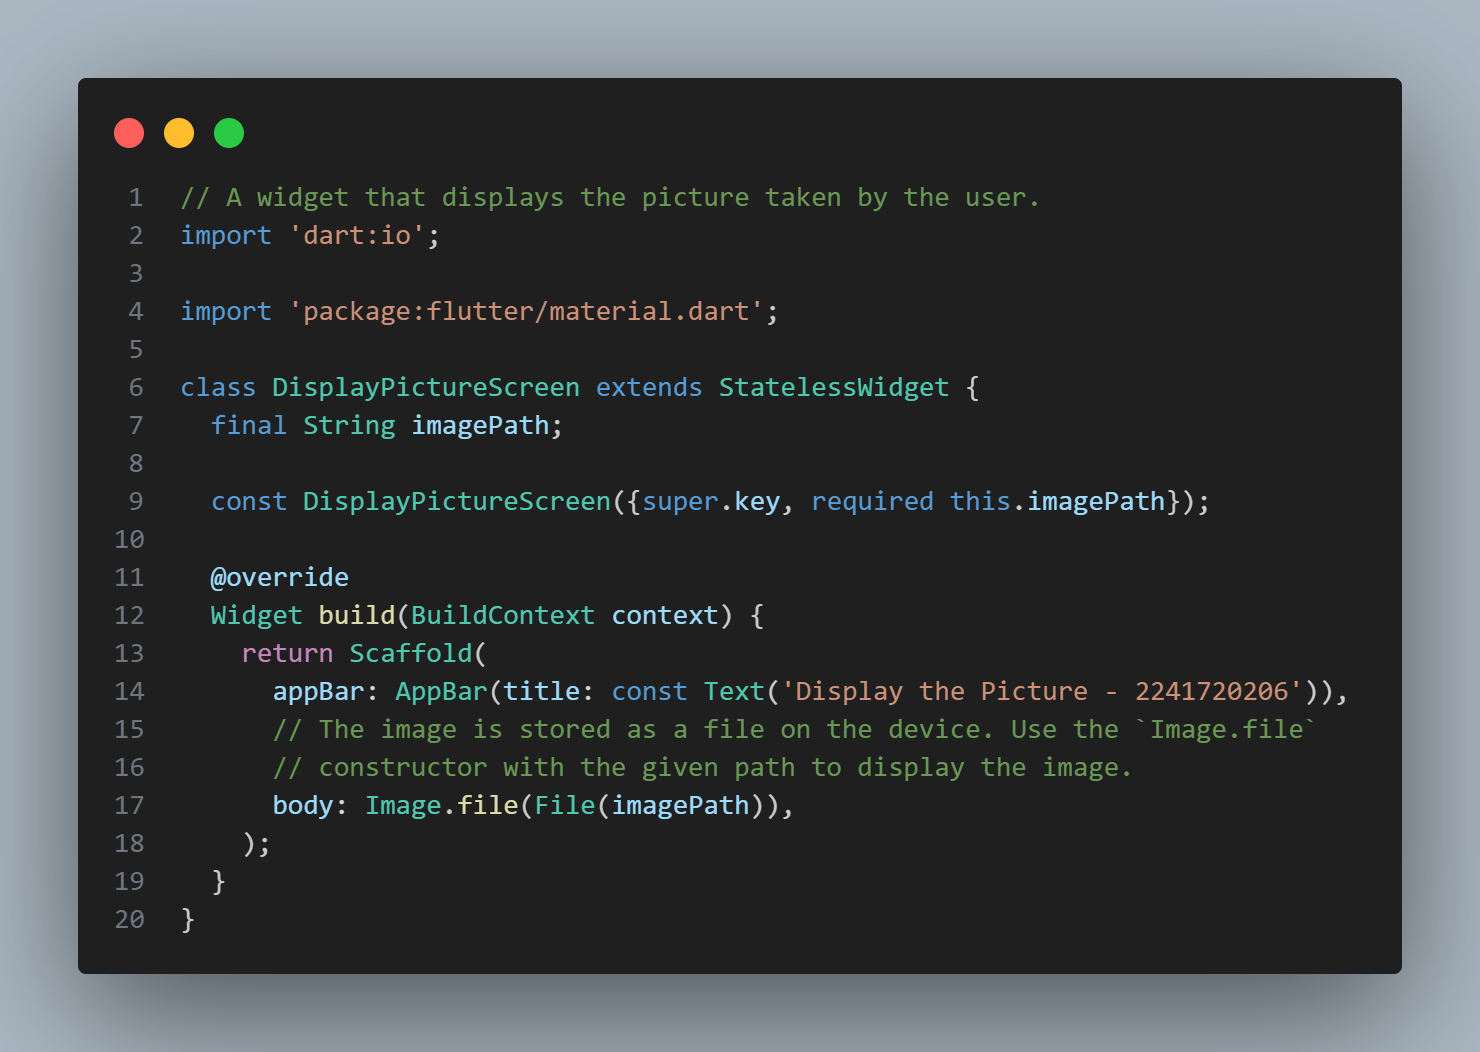 1 // A widget that displays the picture taken by the user.
2 import 'dart:io';
3
4 import 'package:flutter/material.dart';
5
6 class DisplayPictureScreen extends StatelessWidget {
7   final String imagePath;
8
9   const DisplayPictureScreen({super.key, required this.imagePath});
10
11   @override
12   Widget build(BuildContext context) {
13     return Scaffold(
14       appBar: AppBar(title: const Text('Display the Picture - 2241720206')),
15       // The image is stored as a file on the device. Use the `Image.file`
16       // constructor with the given path to display the image.
17       body: Image.file(File(imagePath)),
18     );
19   }
20 }